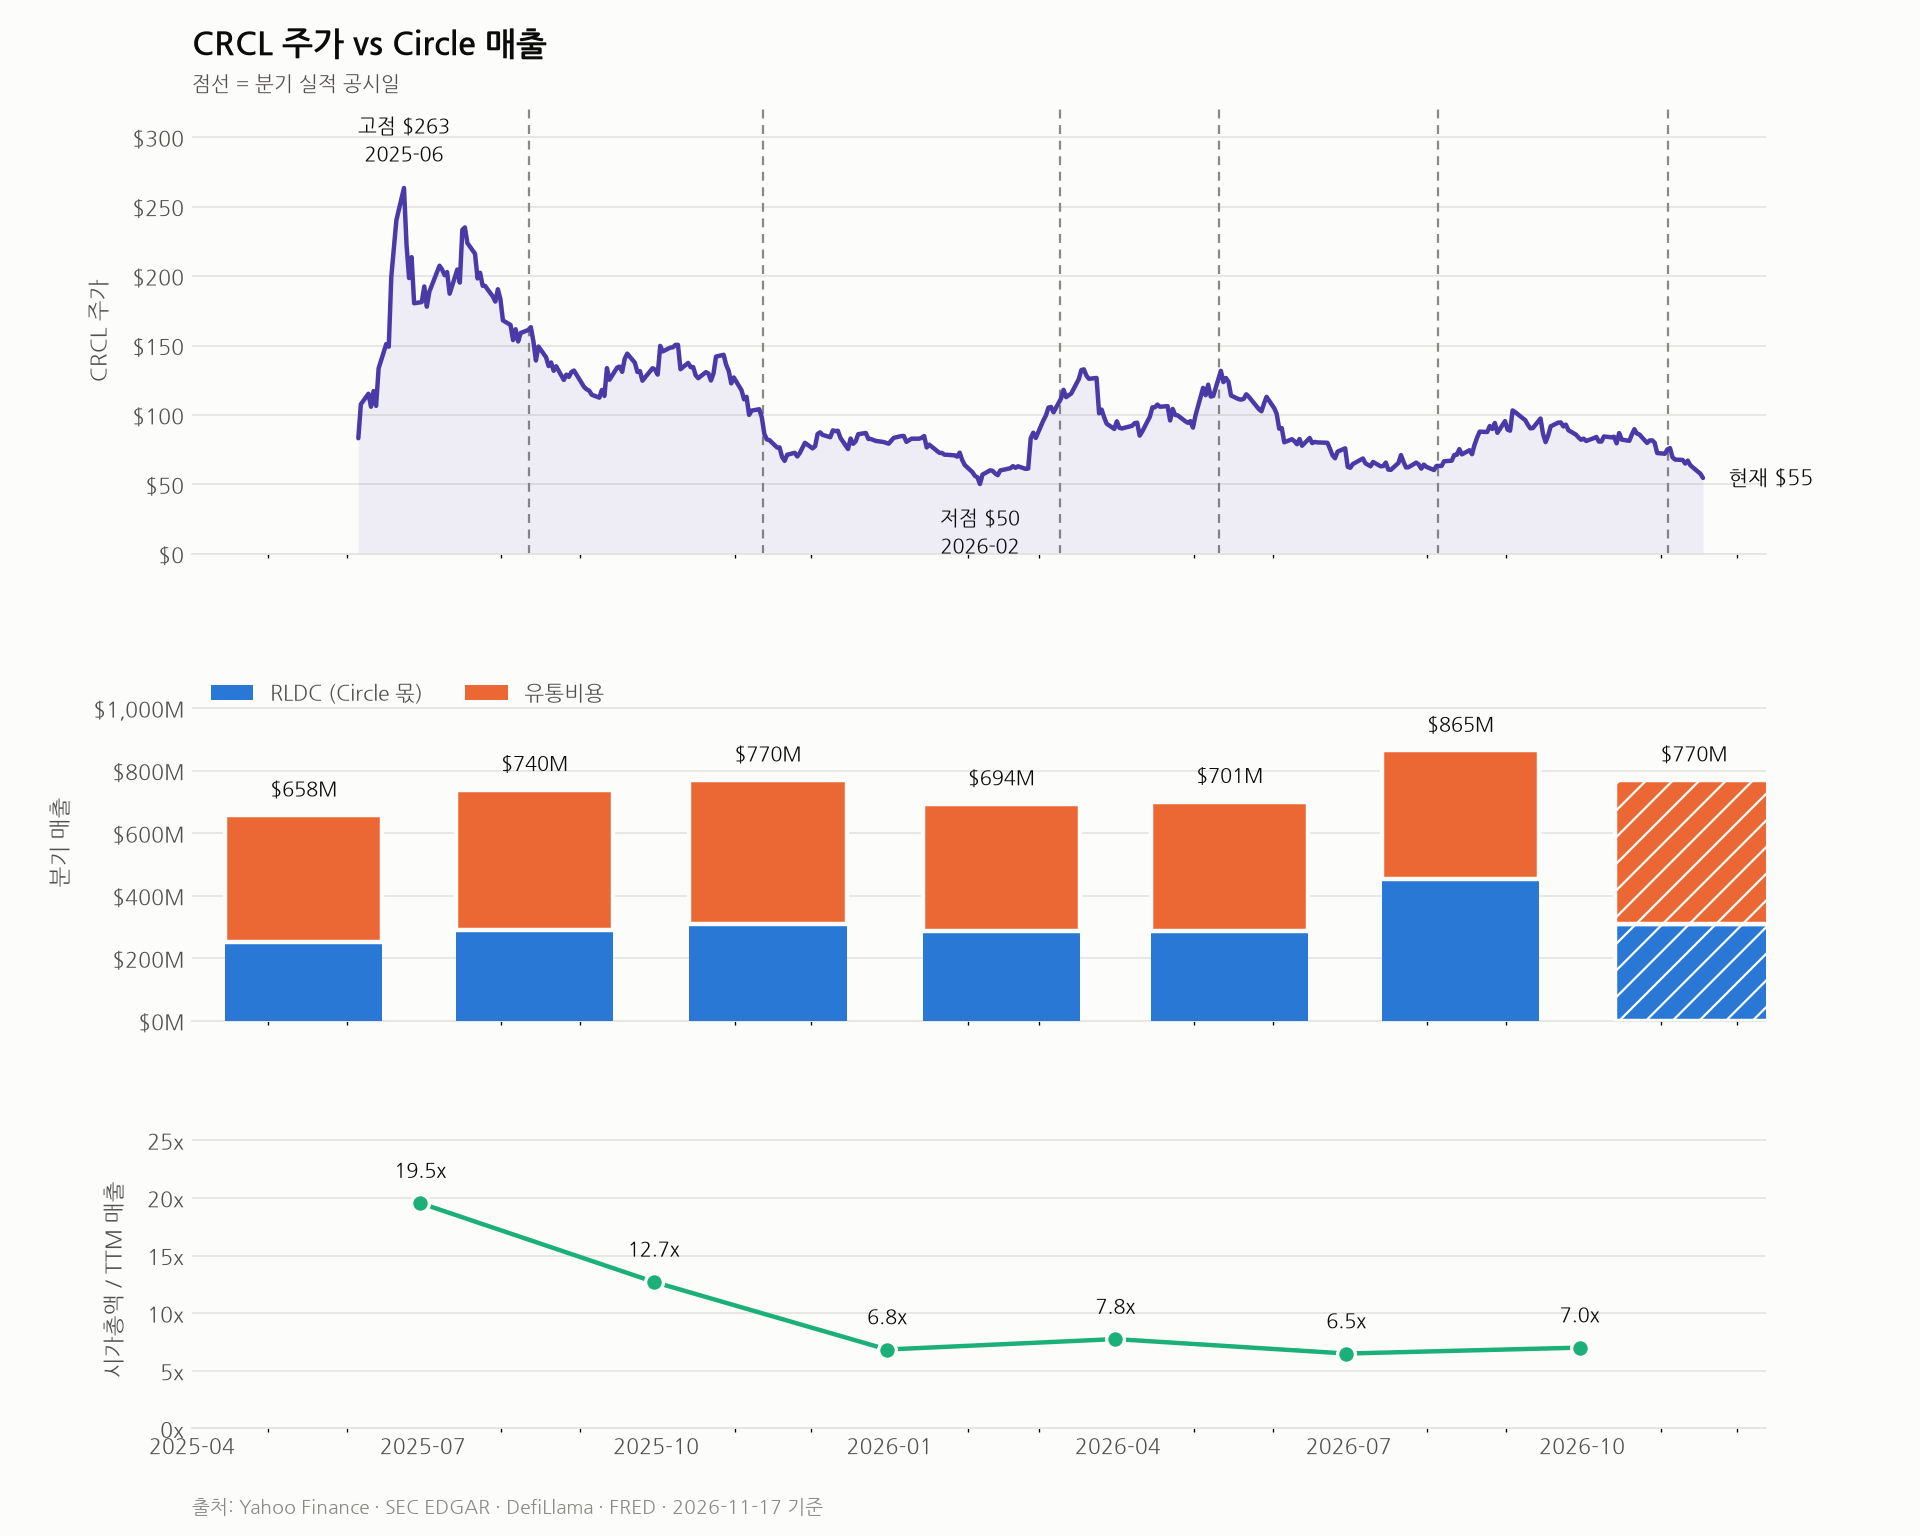 CRCL 주가 vs Circle 매출
점선 = 분기 실적 공시일
CRCL 주가
$300
$250
$200
$150
$100
$50
$0
고점 $263
2025-06
저점 $50
2026-02
현재 $55
RLDC (Circle 몫)
유통비용
분기 매출
$1,000M
$800M
$600M
$400M
$200M
$0M
$658M
$740M
$770M
$694M
$701M
$865M
$770M
시가총액 / TTM 매출
25x
20x
15x
10x
5x
0x
19.5x
12.7x
6.8x
7.8x
6.5x
7.0x
2025-04
2025-07
2025-10
2026-01
2026-04
2026-07
2026-10
출처: Yahoo Finance · SEC EDGAR · DefiLlama · FRED · 2026-11-17 기준